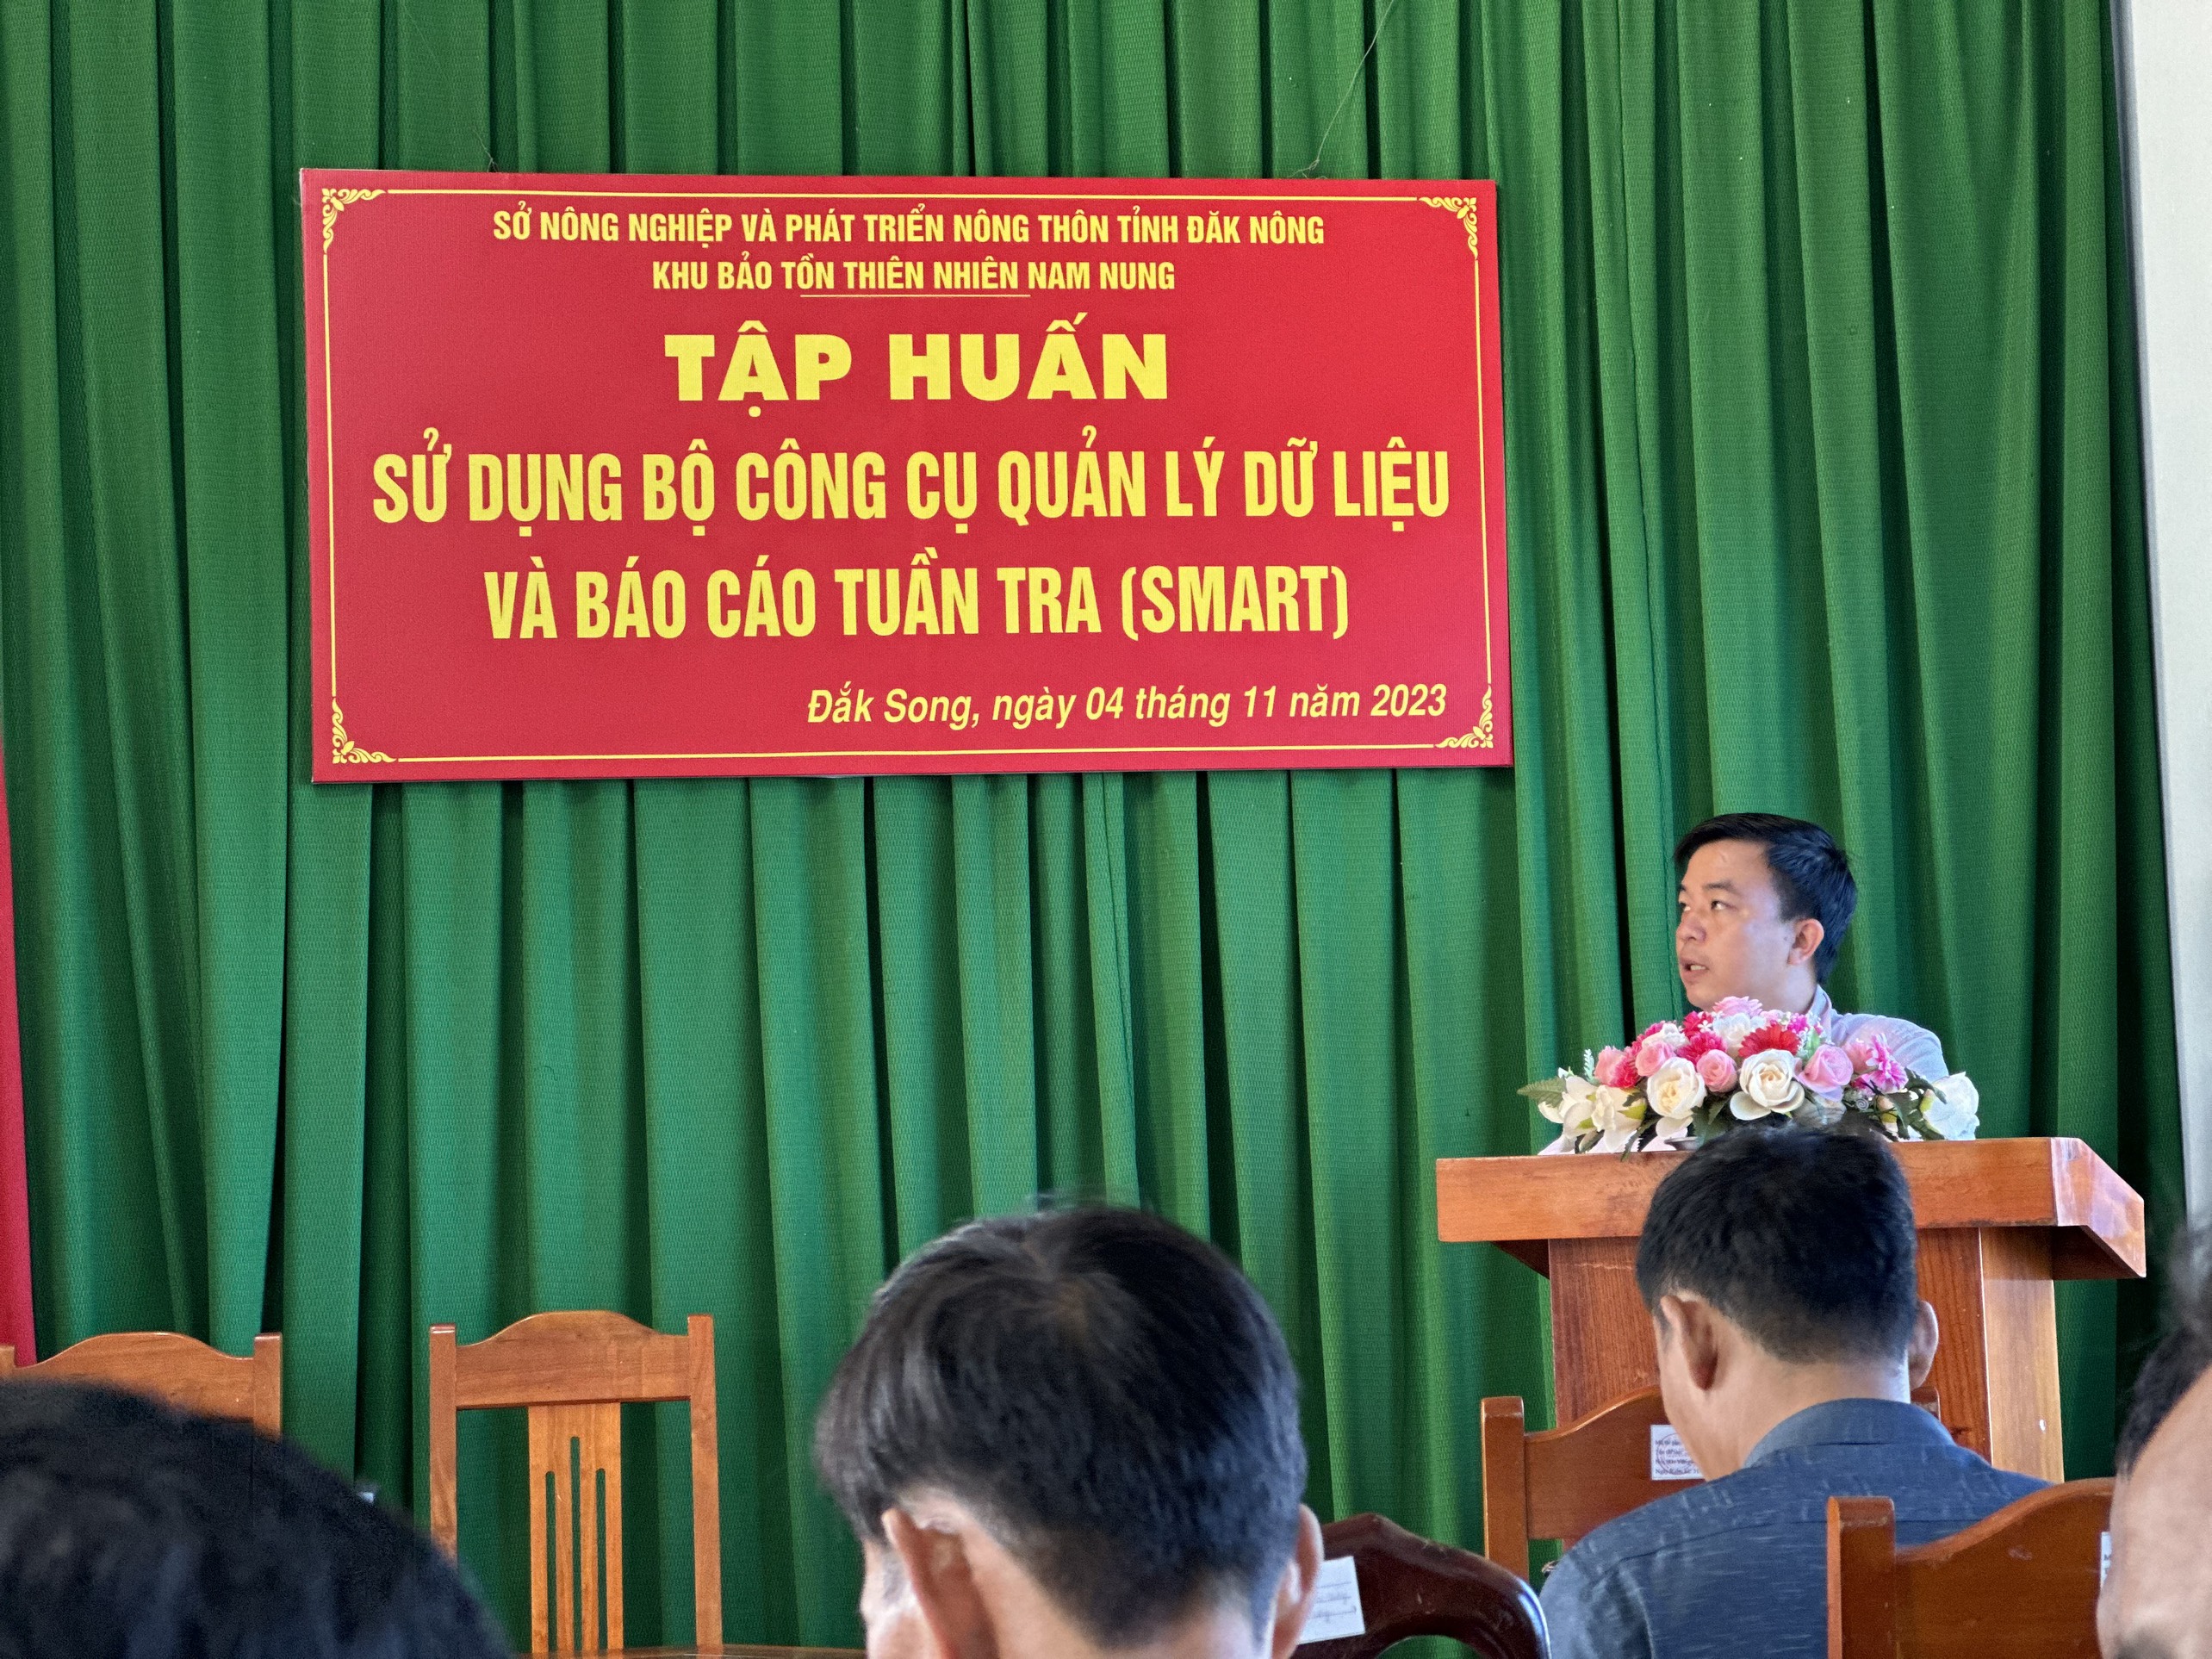 SỞ NÔNG NGHIỆP VÀ PHÁT TRIỂN NÔNG THÔN TỈNH ĐĂK NÔNG
KHU BẢO TỒN THIÊN NHIÊN NAM NUNG
TẬP HUẤN
SỬ DỤNG BỘ CÔNG CỤ QUẢN LÝ DỮ LIỆU
VÀ BÁO CÁO TUẦN TRA (SMART)
Đắk Song, ngày 04 tháng 11 năm 2023